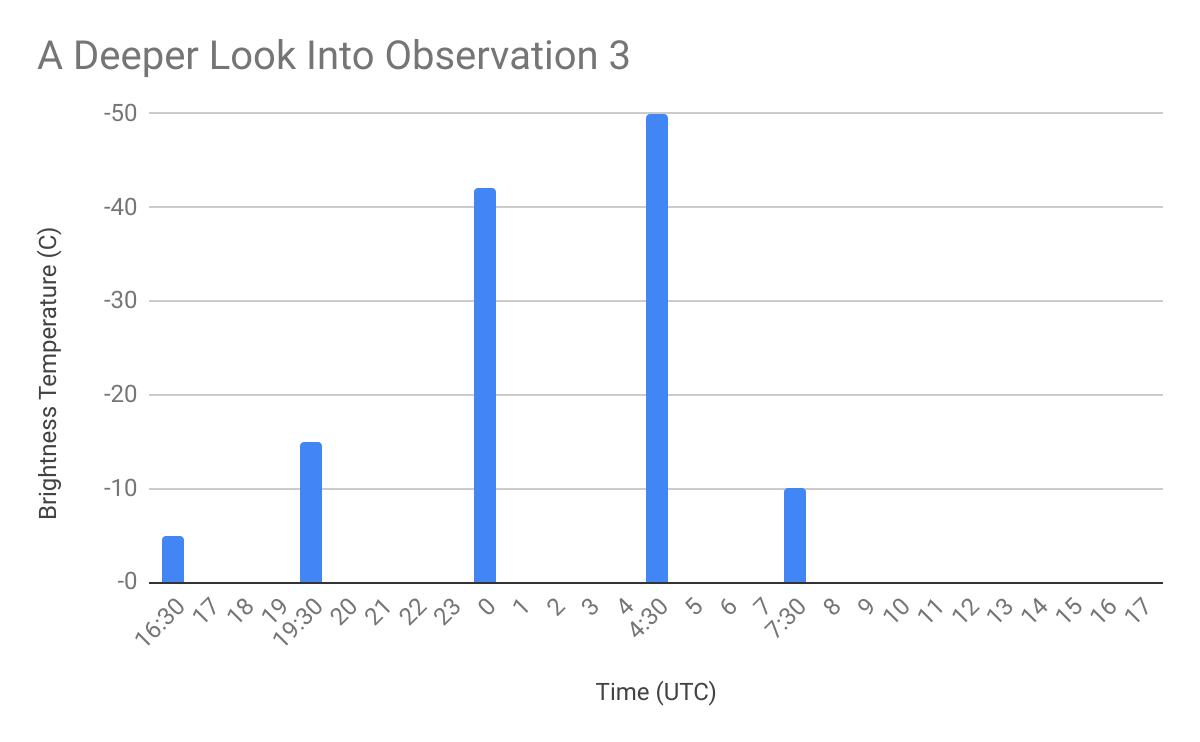 A Deeper Look Into Observation 3
-50
-40
-30
-20
-10
-0
Brightness Temperature (C)
16:30 17 18 19 19:30 20 21 22 23 0 1 2 3 4 4:30 5 6 7 7:30 8 9 10 11 12 13 14 15 16 17
Time (UTC)